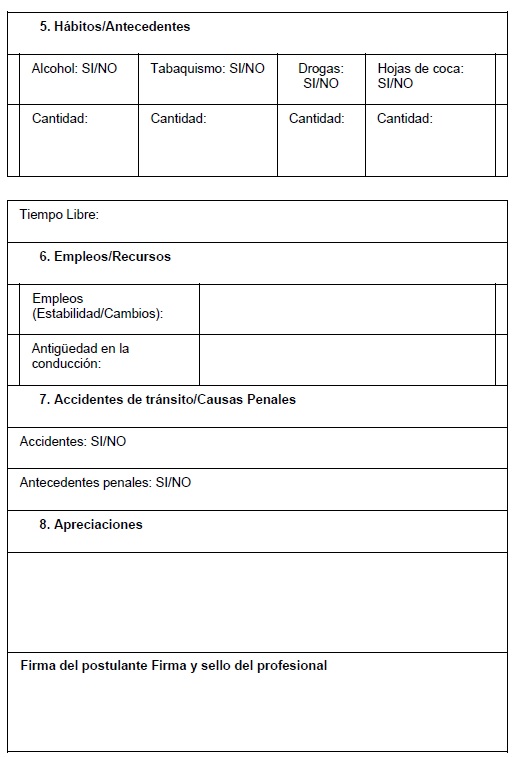 5. Hábitos/Antecedentes
Alcohol: SI/NO
Tabaquismo: SI/NO
Drogas:
SI/NO
Hojas de coca:
SI/NO
Cantidad:
Cantidad:
Cantidad:
Cantidad:
Tiempo Libre:
6. Empleos/Recursos
Empleos
(Estabilidad/Cambios):
Antigüedad en la
conducción:
7. Accidentes de tránsito/Causas Penales
Accidentes: SI/NO
Antecedentes penales: SI/NO
8. Apreciaciones
Firma del postulante Firma y sello del profesional